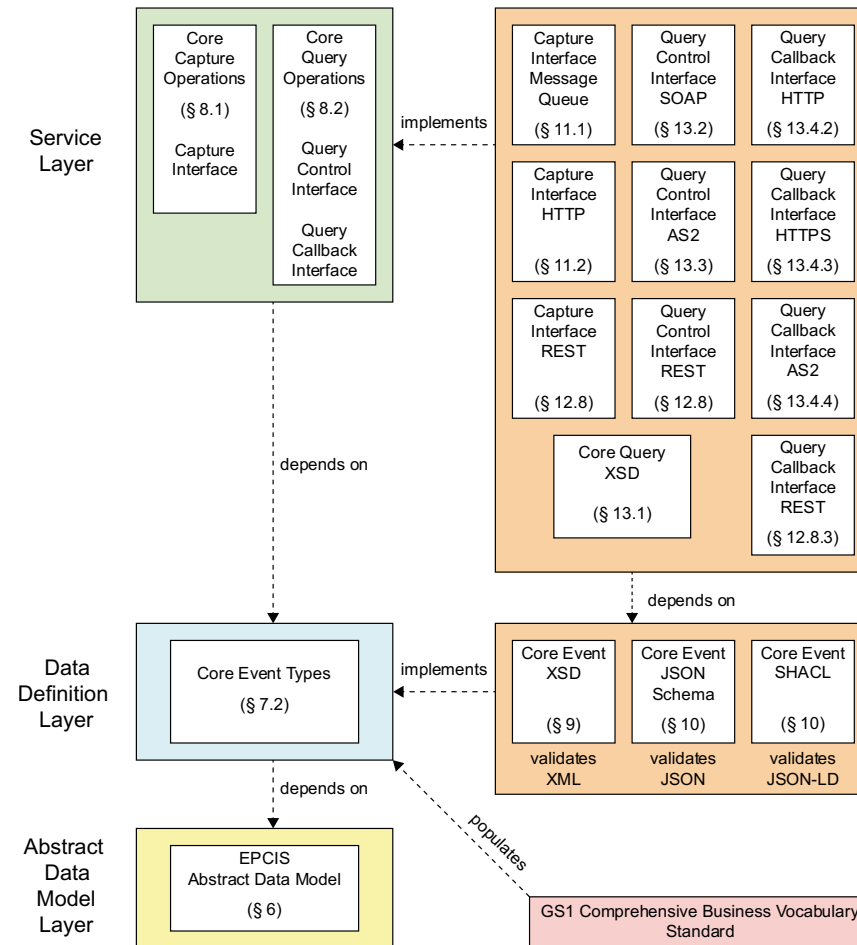 Service
Layer
Core
Capture
Operations
(§ 8.1)
Capture
Interface
Core
Query
Operations
(§ 8.2)
Query
Control
Interface
Query
Callback
Interface
implements
Capture
Interface
Message
Queue
(§ 11.1)
Query
Control
Interface
SOAP
(§ 13.2)
Query
Callback
Interface
HTTP
(§ 13.4.2)
Capture
Interface
HTTP
(§ 11.2)
Query
Control
Interface
AS2
(§ 13.3)
Query
Callback
Interface
HTTPS
(§ 13.4.3)
Capture
Interface
REST
(§ 12.8)
Query
Control
Interface
REST
(§ 12.8)
Query
Callback
Interface
AS2
(§ 13.4.4)
Core Query
XSD
(§ 13.1)
Query
Callback
Interface
REST
(§ 12.8.3)
depends on
depends on
Data
Definition
Layer
Core Event Types
(§ 7.2)
implements
Core Event
XSD
(§ 9)
validates
XML
Core Event
JSON
Schema
(§ 10)
validates
JSON
Core Event
SHACL
(§ 10)
validates
JSON-LD
depends on
populates
Abstract
Data
Model
Layer
EPCIS
Abstract Data Model
(§ 6)
GS1 Comprehensive Business Vocabulary
Standard